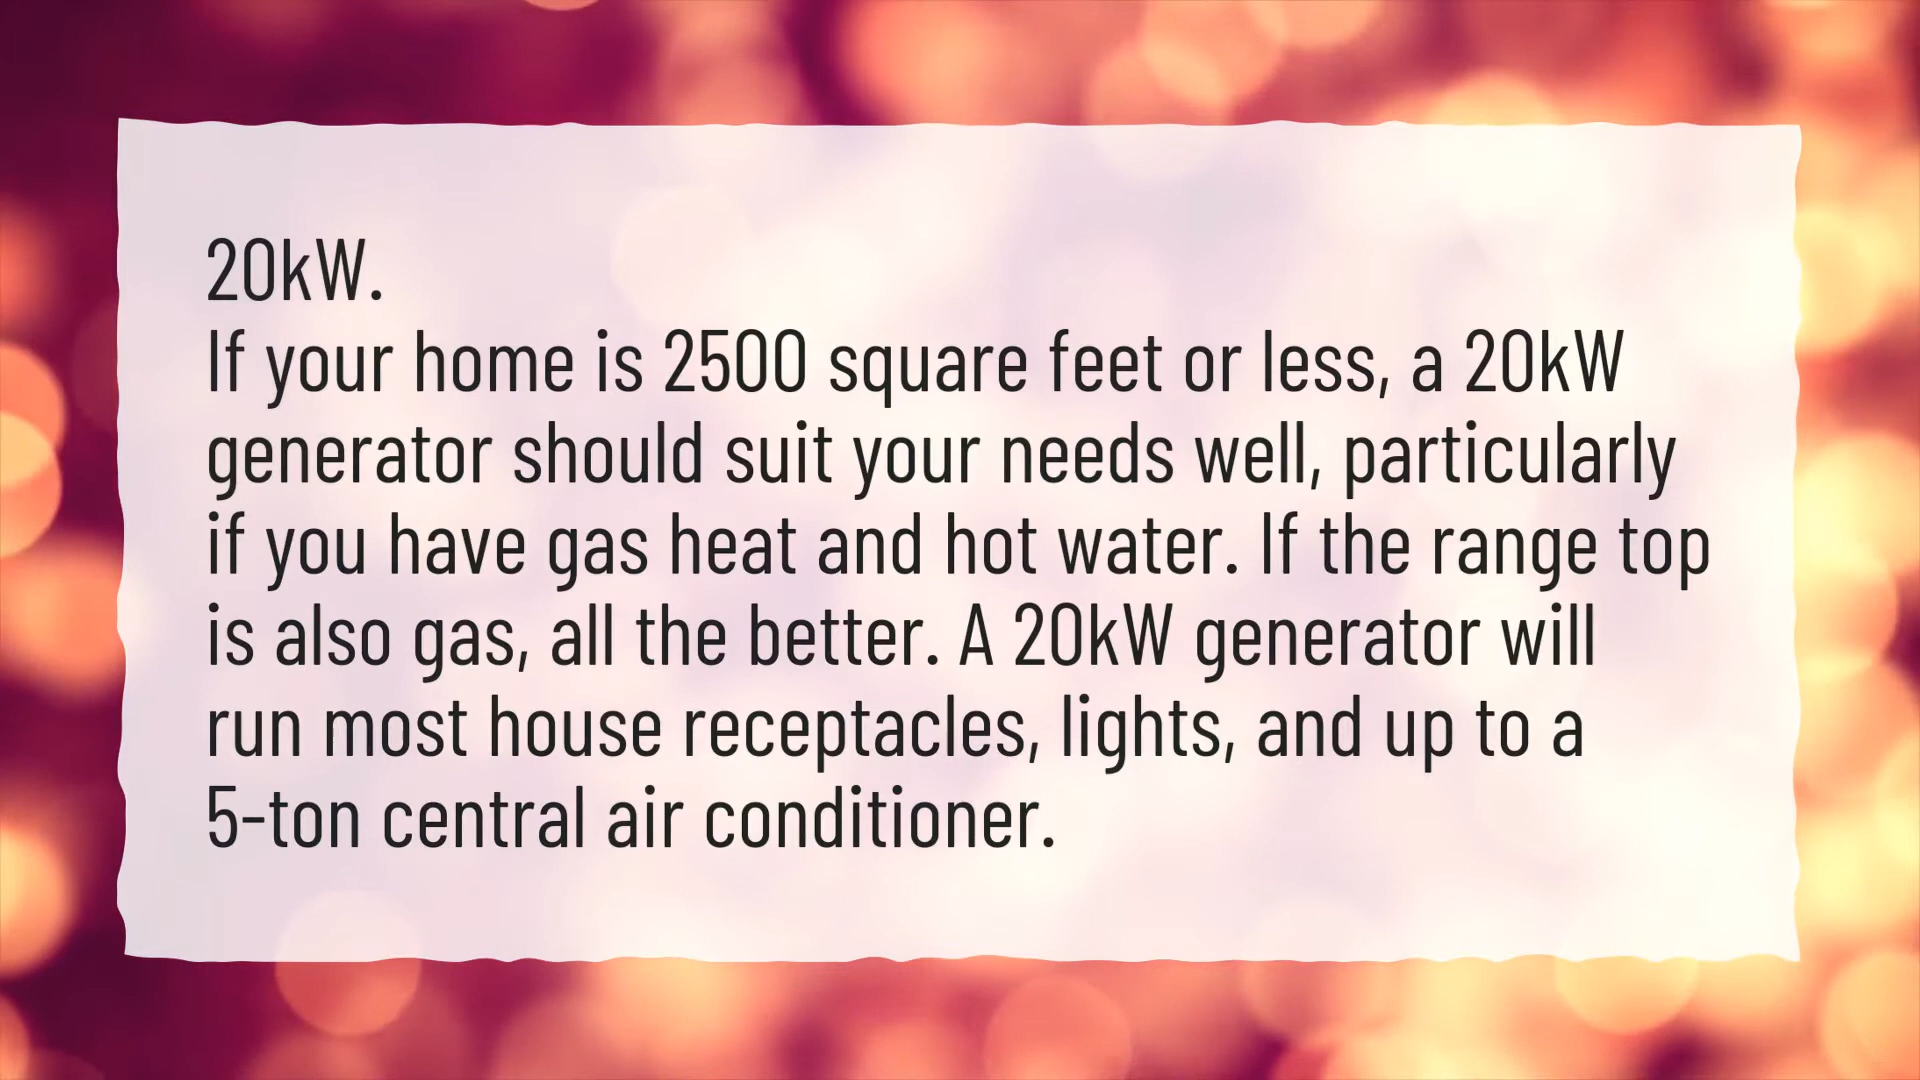 20kW.
If your home is 2500 square feet or less, a 20kW
generator should suit your needs well, particularly
if you have gas heat and hot water. If the range top
is also gas, all the better. A 20kW generator will
run most house receptacles, lights, and up to a
5-ton central air conditioner.